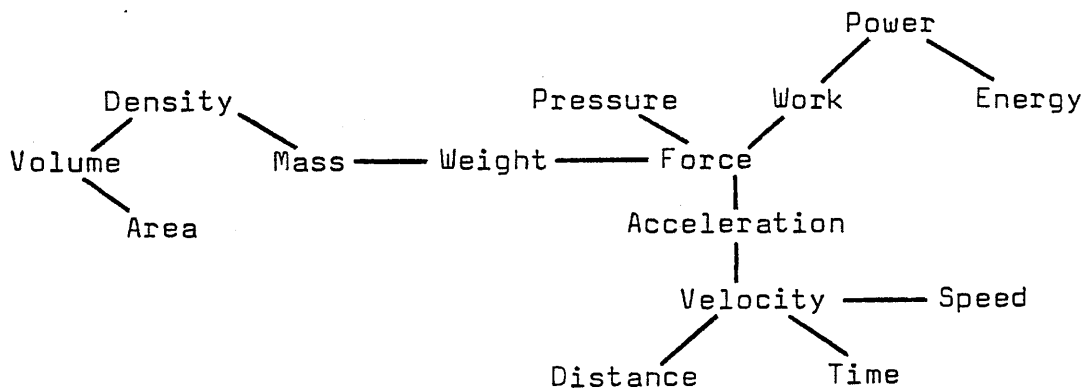 Power
Density Pressure Work Energy
Volume Mass Weight Force
Area Acceleration
Velocity Speed
Distance Time